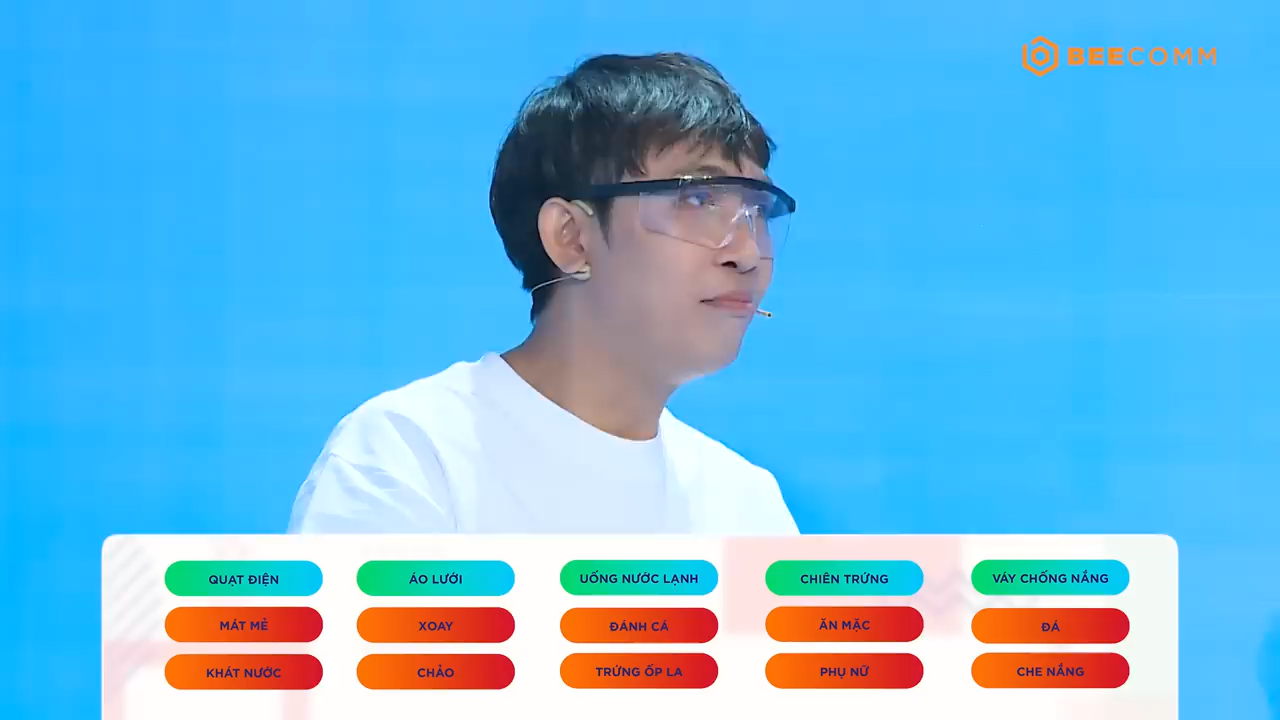 BEECOMM
QUẠT ĐIỆN
ÁO LƯỚI
UỐNG NƯỚC LẠNH
CHIÊN TRỨNG
VÁY CHỐNG NẮNG
MÁT MẺ
XOAY
ĐÁNH CÁ
ĂN MẶC
ĐÁ
KHÁT NƯỚC
CHẢO
TRỨNG ỐP LA
PHỤ NỮ
CHE NẮNG